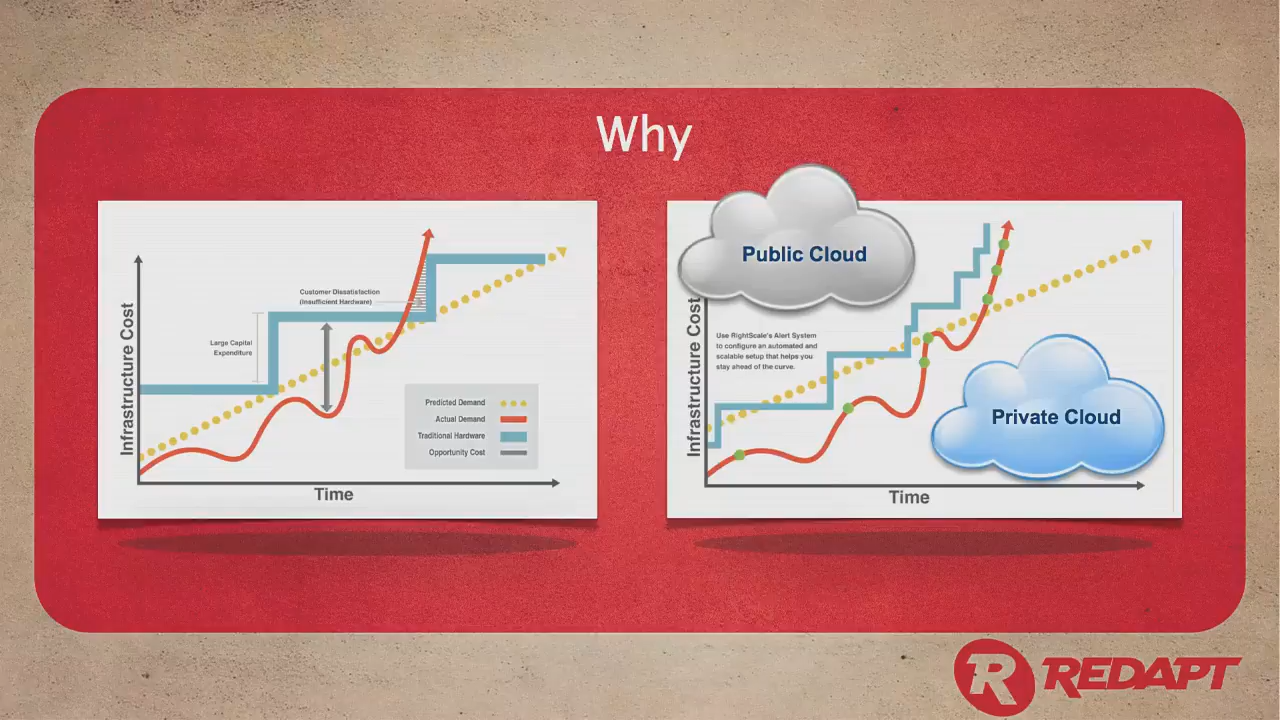 Why
Customer Dissatisfaction
(Insufficient Hardware)
Large Capital
Expenditure
Infrastructure Cost
Predicted Demand
Actual Demand
Traditional Hardware
Opportunity Cost
Time
Public Cloud
Infrastructure Cost
Use RightScale's Alert System
to configure an automated and
scalable setup that helps you
stay ahead of the curve.
Private Cloud
Time
R REDAPT